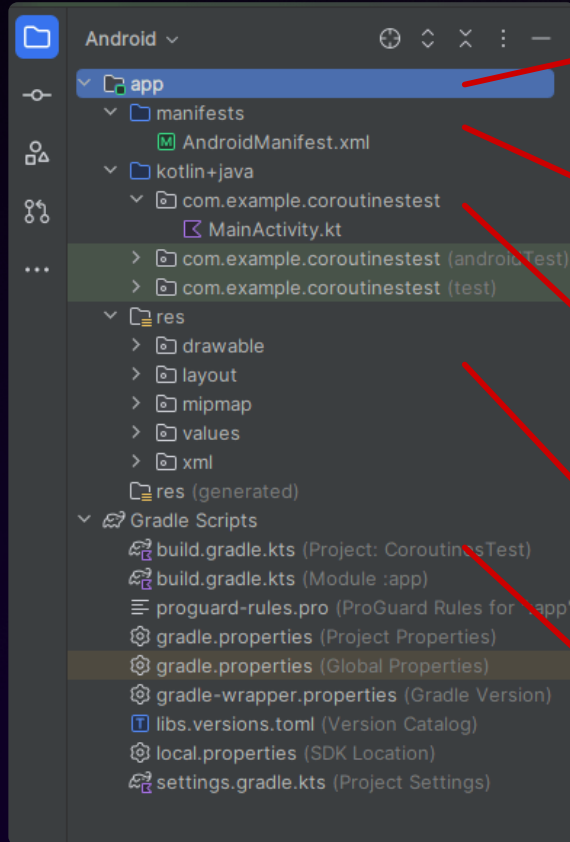 Android
app
manifests
AndroidManifest.xml
kotlin+java
com.example.coroutinestest
MainActivity.kt
com.example.coroutinestest (androidTest)
com.example.coroutinestest (test)
res
drawable
layout
mipmap
values
xml
res (generated)
Gradle Scripts
build.gradle.kts (Project: CoroutinesTest)
build.gradle.kts (Module :app)
proguard-rules.pro (ProGuard Rules for ":app"
gradle.properties (Project Properties)
gradle.properties (Global Properties)
gradle-wrapper.properties (Gradle Version)
libs.versions.toml (Version Catalog)
local.properties (SDK Location)
settings.gradle.kts (Project Settings)